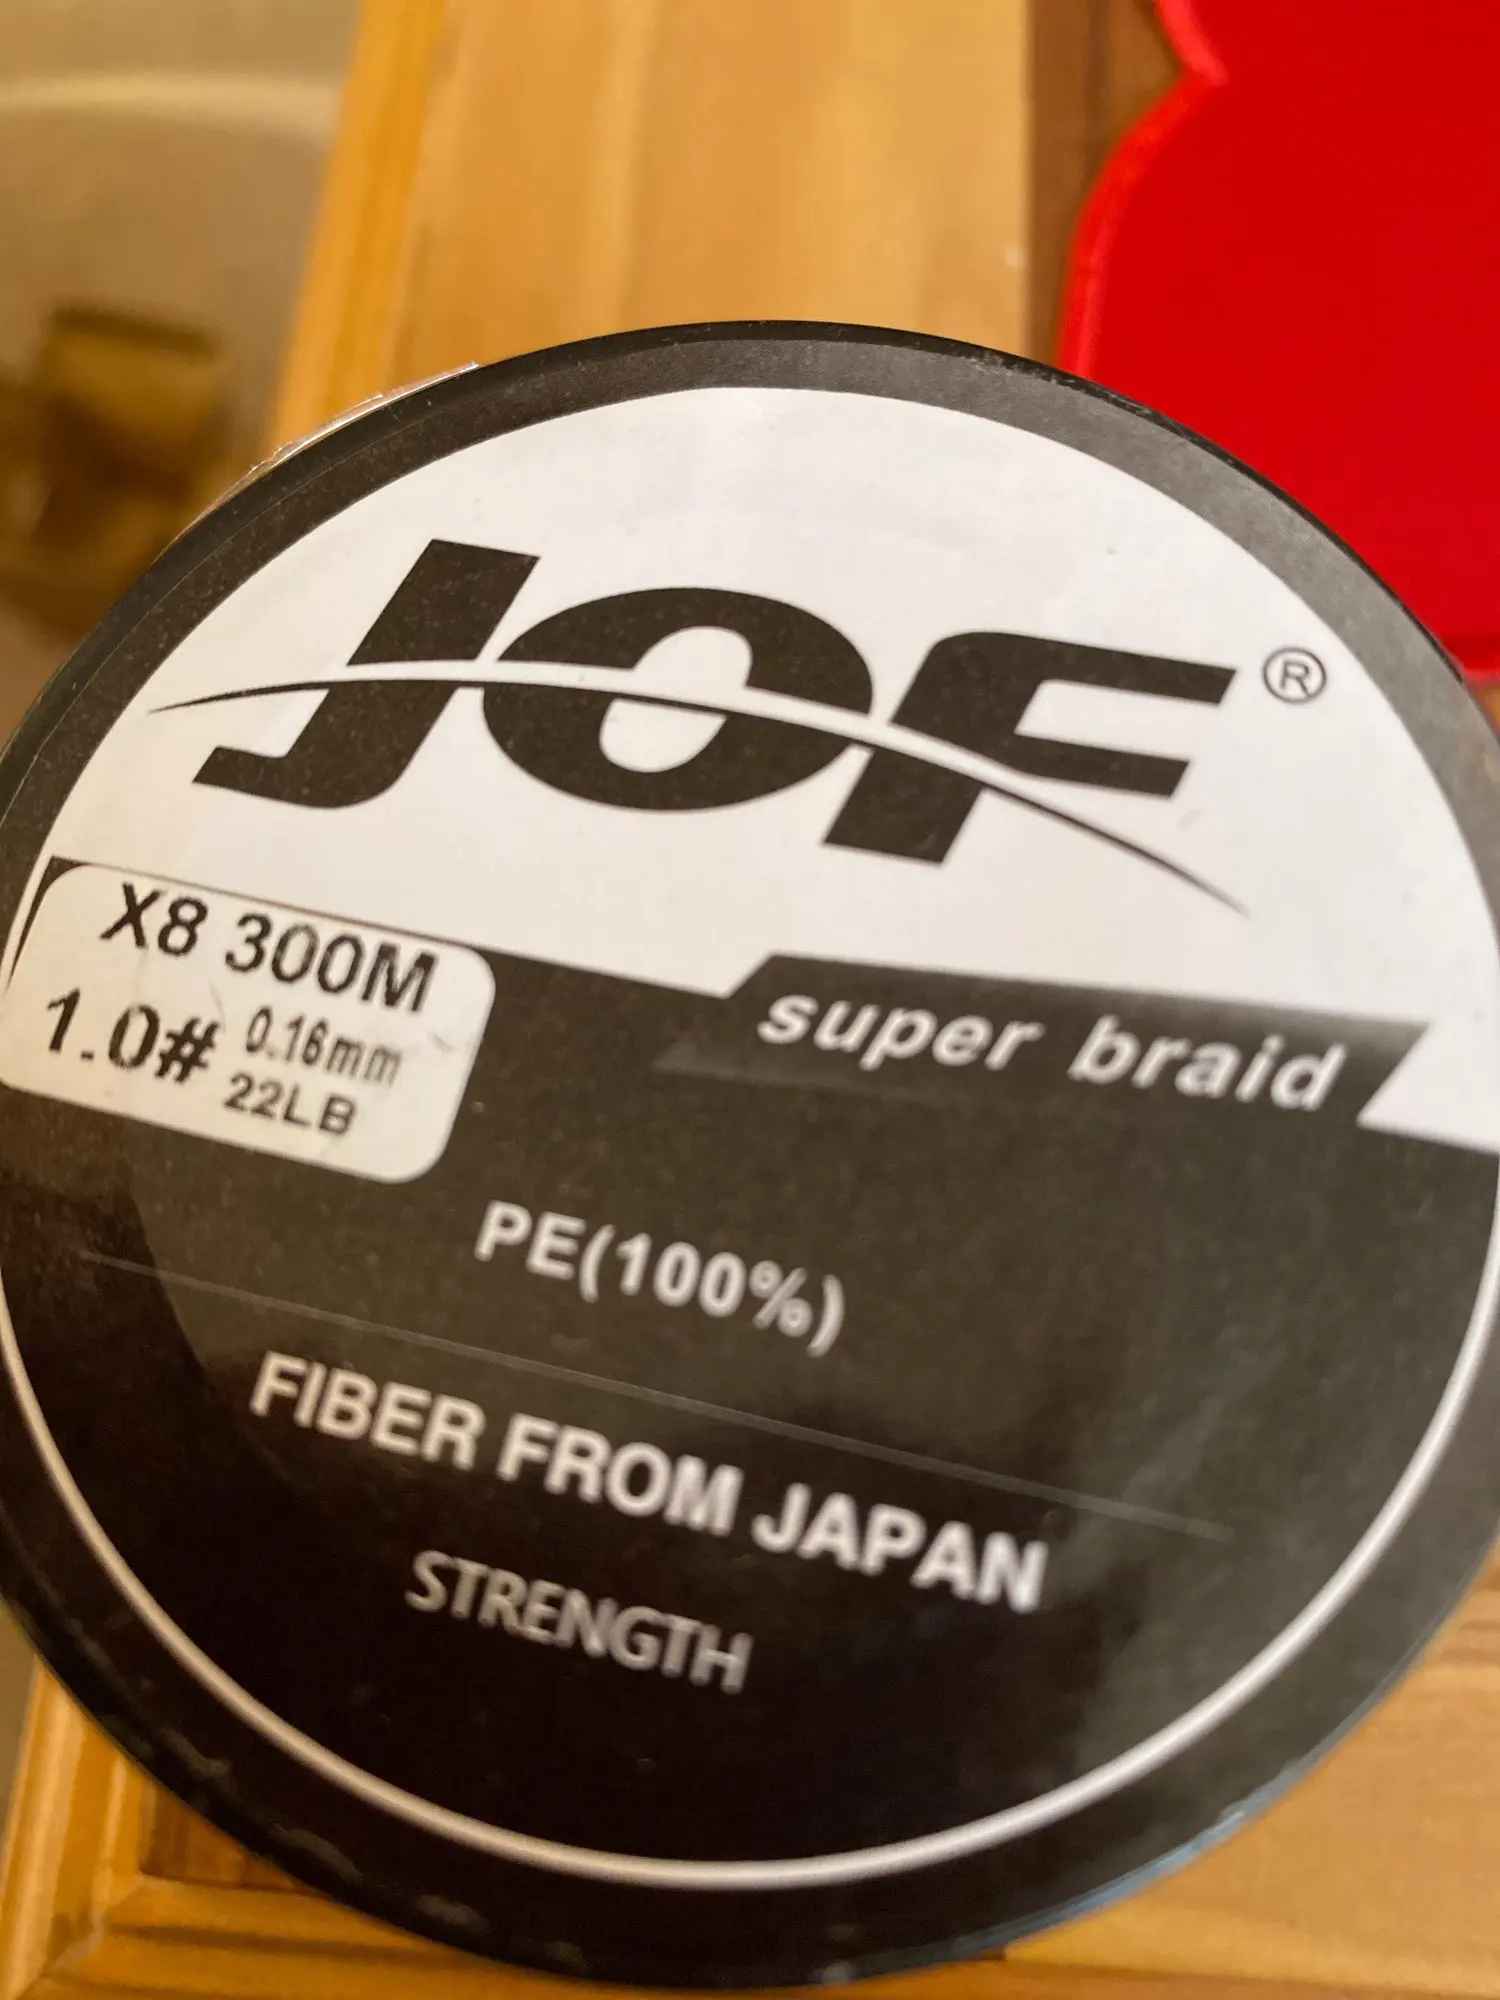 JOF®
X8 300M
1.0# 0.16mm
22LB
super braid
PE(100%)
FIBER FROM JAPAN
STRENGTH